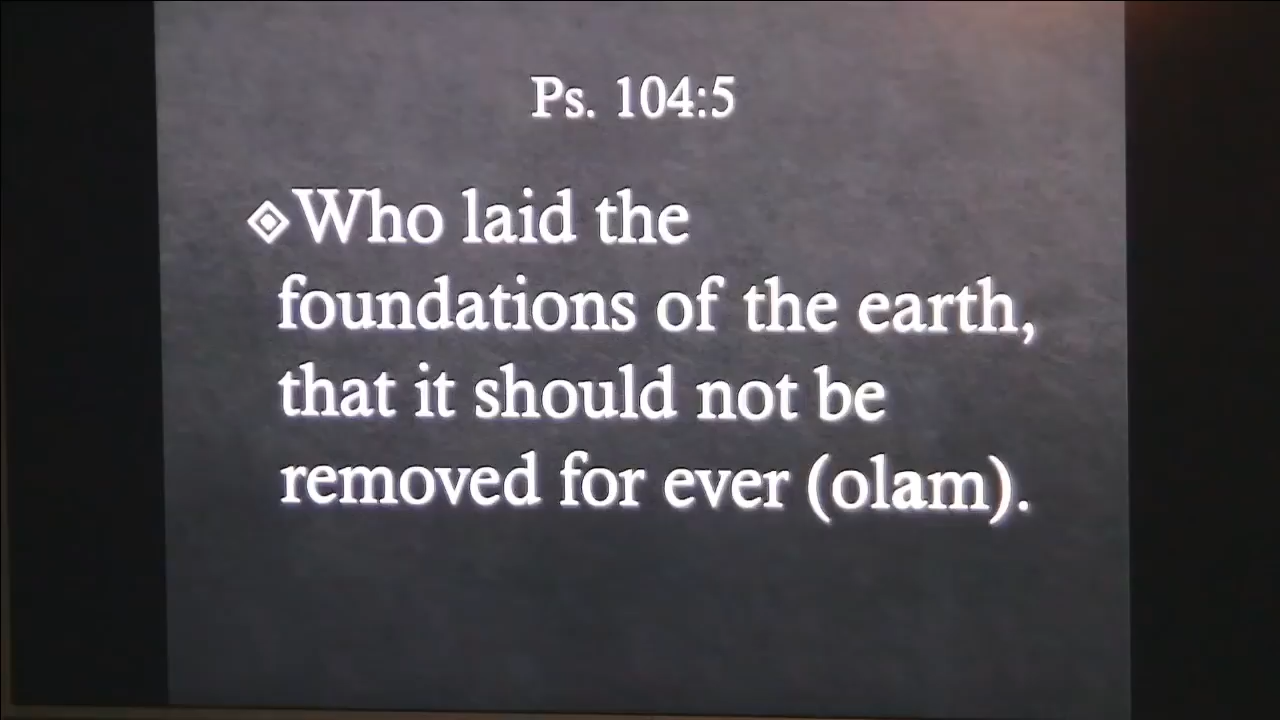 Ps. 104:5
Who laid the
foundations of the earth,
that it should not be
removed for ever (olam).